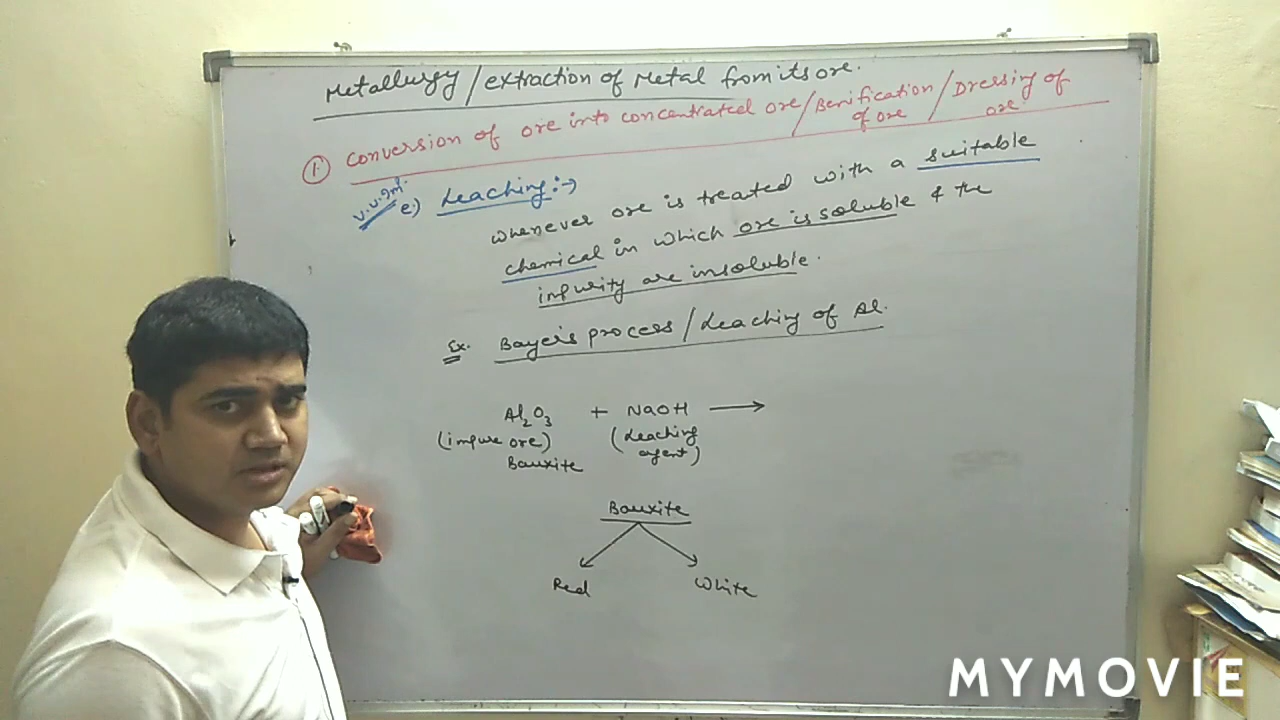 Metallurgy/extraction of Metal from its ore.
① Conversion of ore into concentrated ore/Benification of ore/Dressing of ore
v.v.Im!
e) Leaching:→
Whenever ore is treated with a suitable
chemical in which ore is soluble & the
impurity are insoluble.
Ex. Bayer's process/Leaching of Al.
Al2O3 + NaOH ⟶
(impure ore) (Leaching
Bauxite agent)
Bauxite
Red White
MYMOVIE